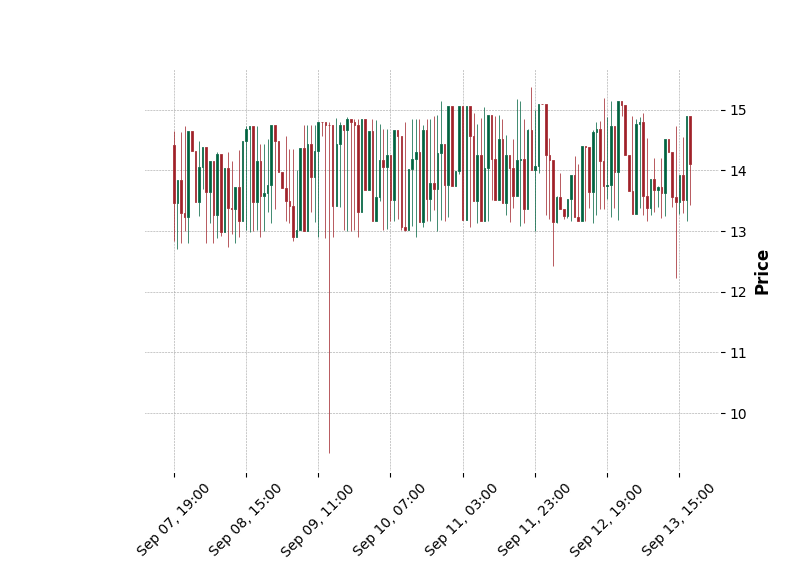 15
14
13
12
11
10
Price
Sep 07, 19:00
Sep 08, 15:00
Sep 09, 11:00
Sep 10, 07:00
Sep 11, 03:00
Sep 11, 23:00
Sep 12, 19:00
Sep 13, 15:00